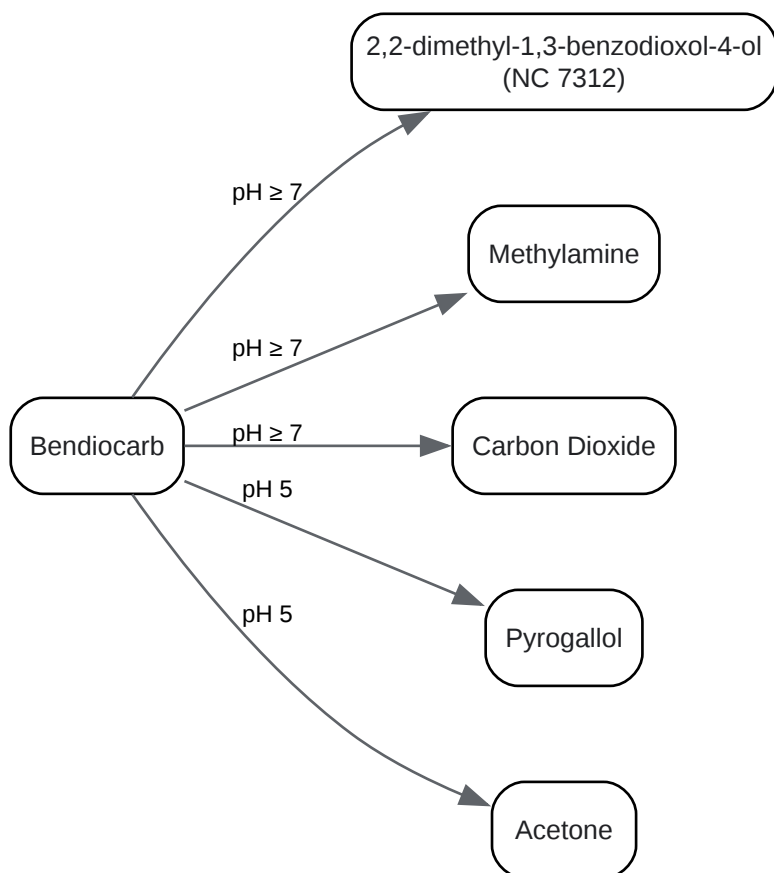 2,2-dimethyl-1,3-benzodioxol-4-ol
(NC 7312)
pH ≥ 7
Methylamine
pH ≥ 7
Bendiocarb
pH ≥ 7
Carbon Dioxide
pH 5
Pyrogallol
pH 5
Acetone